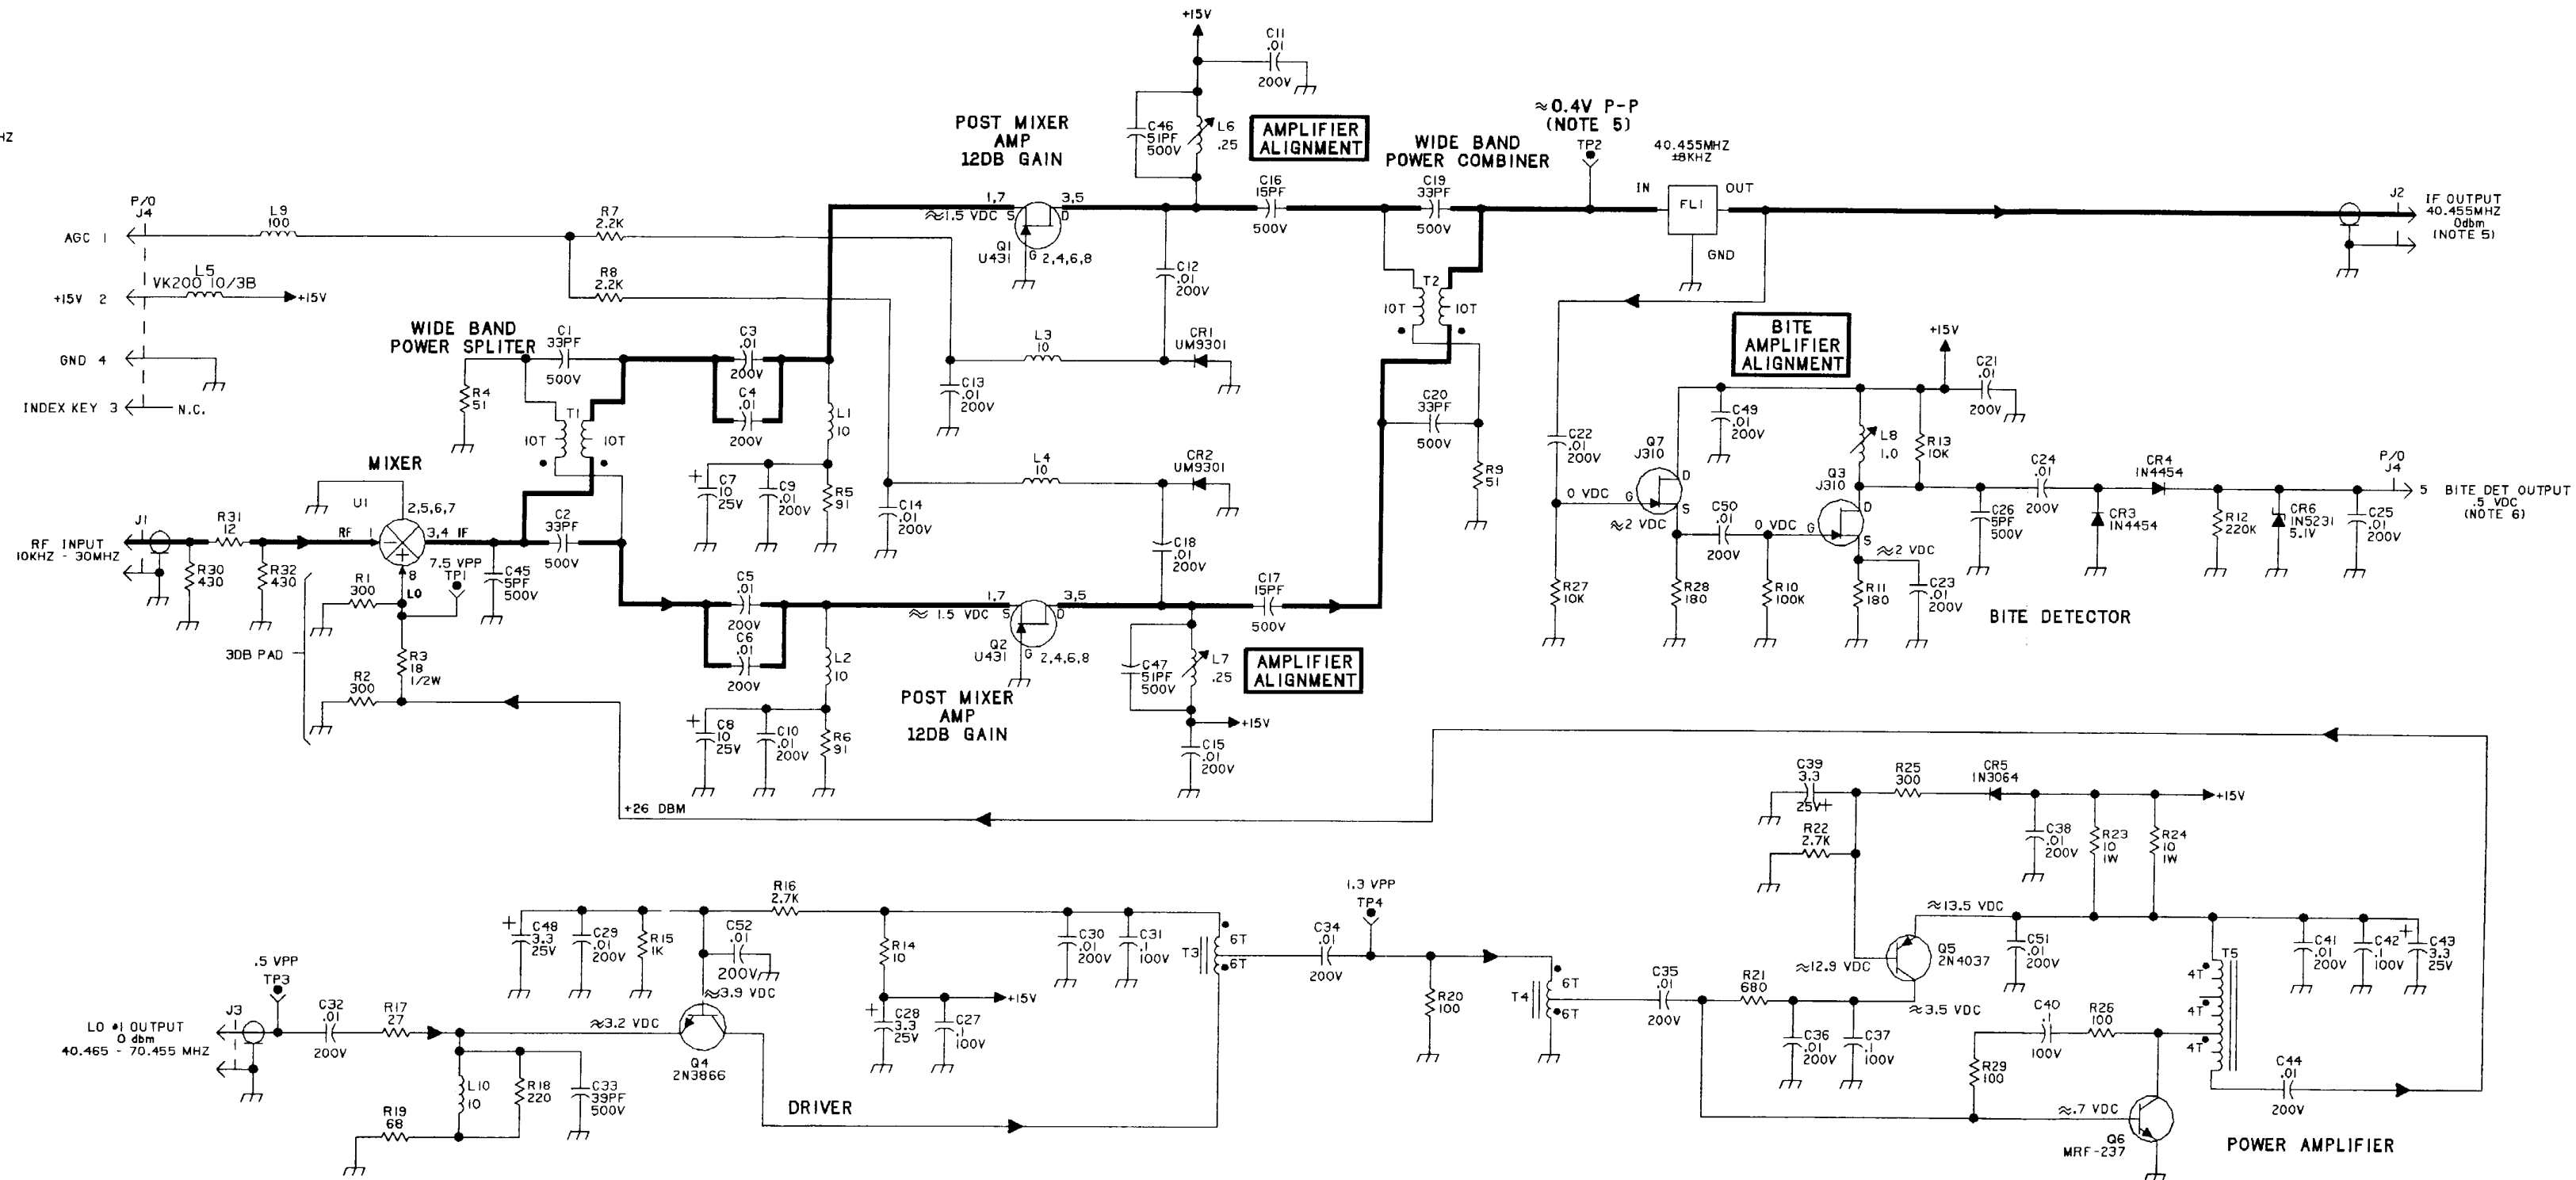 HZ
+15V
C11
.01
200V
C46
51PF
500V
L6
.25
AMPLIFIER
ALIGNMENT
POST MIXER
AMP
12DB GAIN
≈0.4V P-P
(NOTE 5)
TP2
WIDE BAND
POWER COMBINER
40.455MHZ
±8KHZ
IN
FL1
OUT
GND
J2
IF OUTPUT
40.455MHZ
0dbm
(NOTE 5)
P/O
J4
AGC 1
L9
100
R7
2.2K
R8
2.2K
+15V 2
L5
VK200 10/3B
+15V
GND 4
INDEX KEY 3
N.C.
1,7
≈1.5 VDC S
3,5
D
Q1
U431
G 2,4,6,8
C16
15PF
500V
C19
33PF
500V
C12
.01
200V
T2
10T
10T
WIDE BAND
POWER SPLITER
C1
33PF
500V
R4
51
T1
10T
10T
C3
.01
200V
C4
.01
200V
L1
10
L3
10
CR1
UM9301
C13
.01
200V
C20
33PF
500V
R9
51
BITE
AMPLIFIER
ALIGNMENT
+15V
C21
.01
200V
C49
.01
200V
L8
1.0
R13
10K
C22
.01
200V
Q7
J310
0 VDC
G
D
S
≈2 VDC
C50
.01
200V
0 VDC
Q3
J310
G
D
S
≈2 VDC
C24
.01
200V
CR4
1N4454
P/O
J4
5
BITE DET OUTPUT
.5 VDC
(NOTE 6)
C26
5PF
500V
CR3
1N4454
R12
220K
CR6
IN5231
5.1V
C25
.01
200V
R27
10K
R28
180
R10
100K
R11
180
C23
.01
200V
BITE DETECTOR
L4
10
CR2
UM9301
C14
.01
200V
C18
.01
200V
C7
10
25V
+
C9
.01
200V
R5
91
MIXER
U1
2,5,6,7
J1
RF INPUT
10KHZ - 30MHZ
R31
12
R30
430
R32
430
RF
1
3,4 IF
8
LO
7.5 VPP
TP1
C45
5PF
500V
C2
33PF
500V
R1
300
R3
18
1/2W
R2
300
3DB PAD
C5
.01
200V
C6
.01
200V
L2
10
1,7
≈ 1.5 VDC S
3,5
D
Q2
U431
G 2,4,6,8
C17
15PF
500V
C47
51PF
500V
L7
.25
AMPLIFIER
ALIGNMENT
+15V
C15
.01
200V
POST MIXER
AMP
12DB GAIN
+
C8
10
25V
C10
.01
200V
R6
91
+26 DBM
C39
3.3
25V+
R25
300
CR5
1N3064
+15V
R22
2.7K
C38
.01
200V
R23
10
1W
R24
10
1W
≈13.5 VDC
≈12.9 VDC
Q5
2N4037
≈3.5 VDC
C51
.01
200V
T5
4T
4T
4T
C41
.01
200V
C42
.1
100V
+
C43
3.3
25V
C40
.1
100V
R26
100
R29
100
C44
.01
200V
≈.7 VDC
Q6
MRF-237
POWER AMPLIFIER
R16
2.7K
+
C48
3.3
25V
C29
.01
200V
R15
1K
C52
.01
200V
R14
10
≈3.9 VDC
+
C28
3.3
25V
C27
.1
100V
+15V
C30
.01
200V
C31
.1
100V
T3
6T
6T
C34
.01
200V
1.3 VPP
TP4
R20
100
T4
6T
6T
C35
.01
200V
R21
680
C36
.01
200V
C37
.1
100V
.5 VPP
TP3
J3
LO #1 OUTPUT
0 dbm
40.465 - 70.455 MHZ
C32
.01
200V
R17
27
≈3.2 VDC
Q4
2N3866
L10
10
R18
220
C33
39PF
500V
R19
68
DRIVER